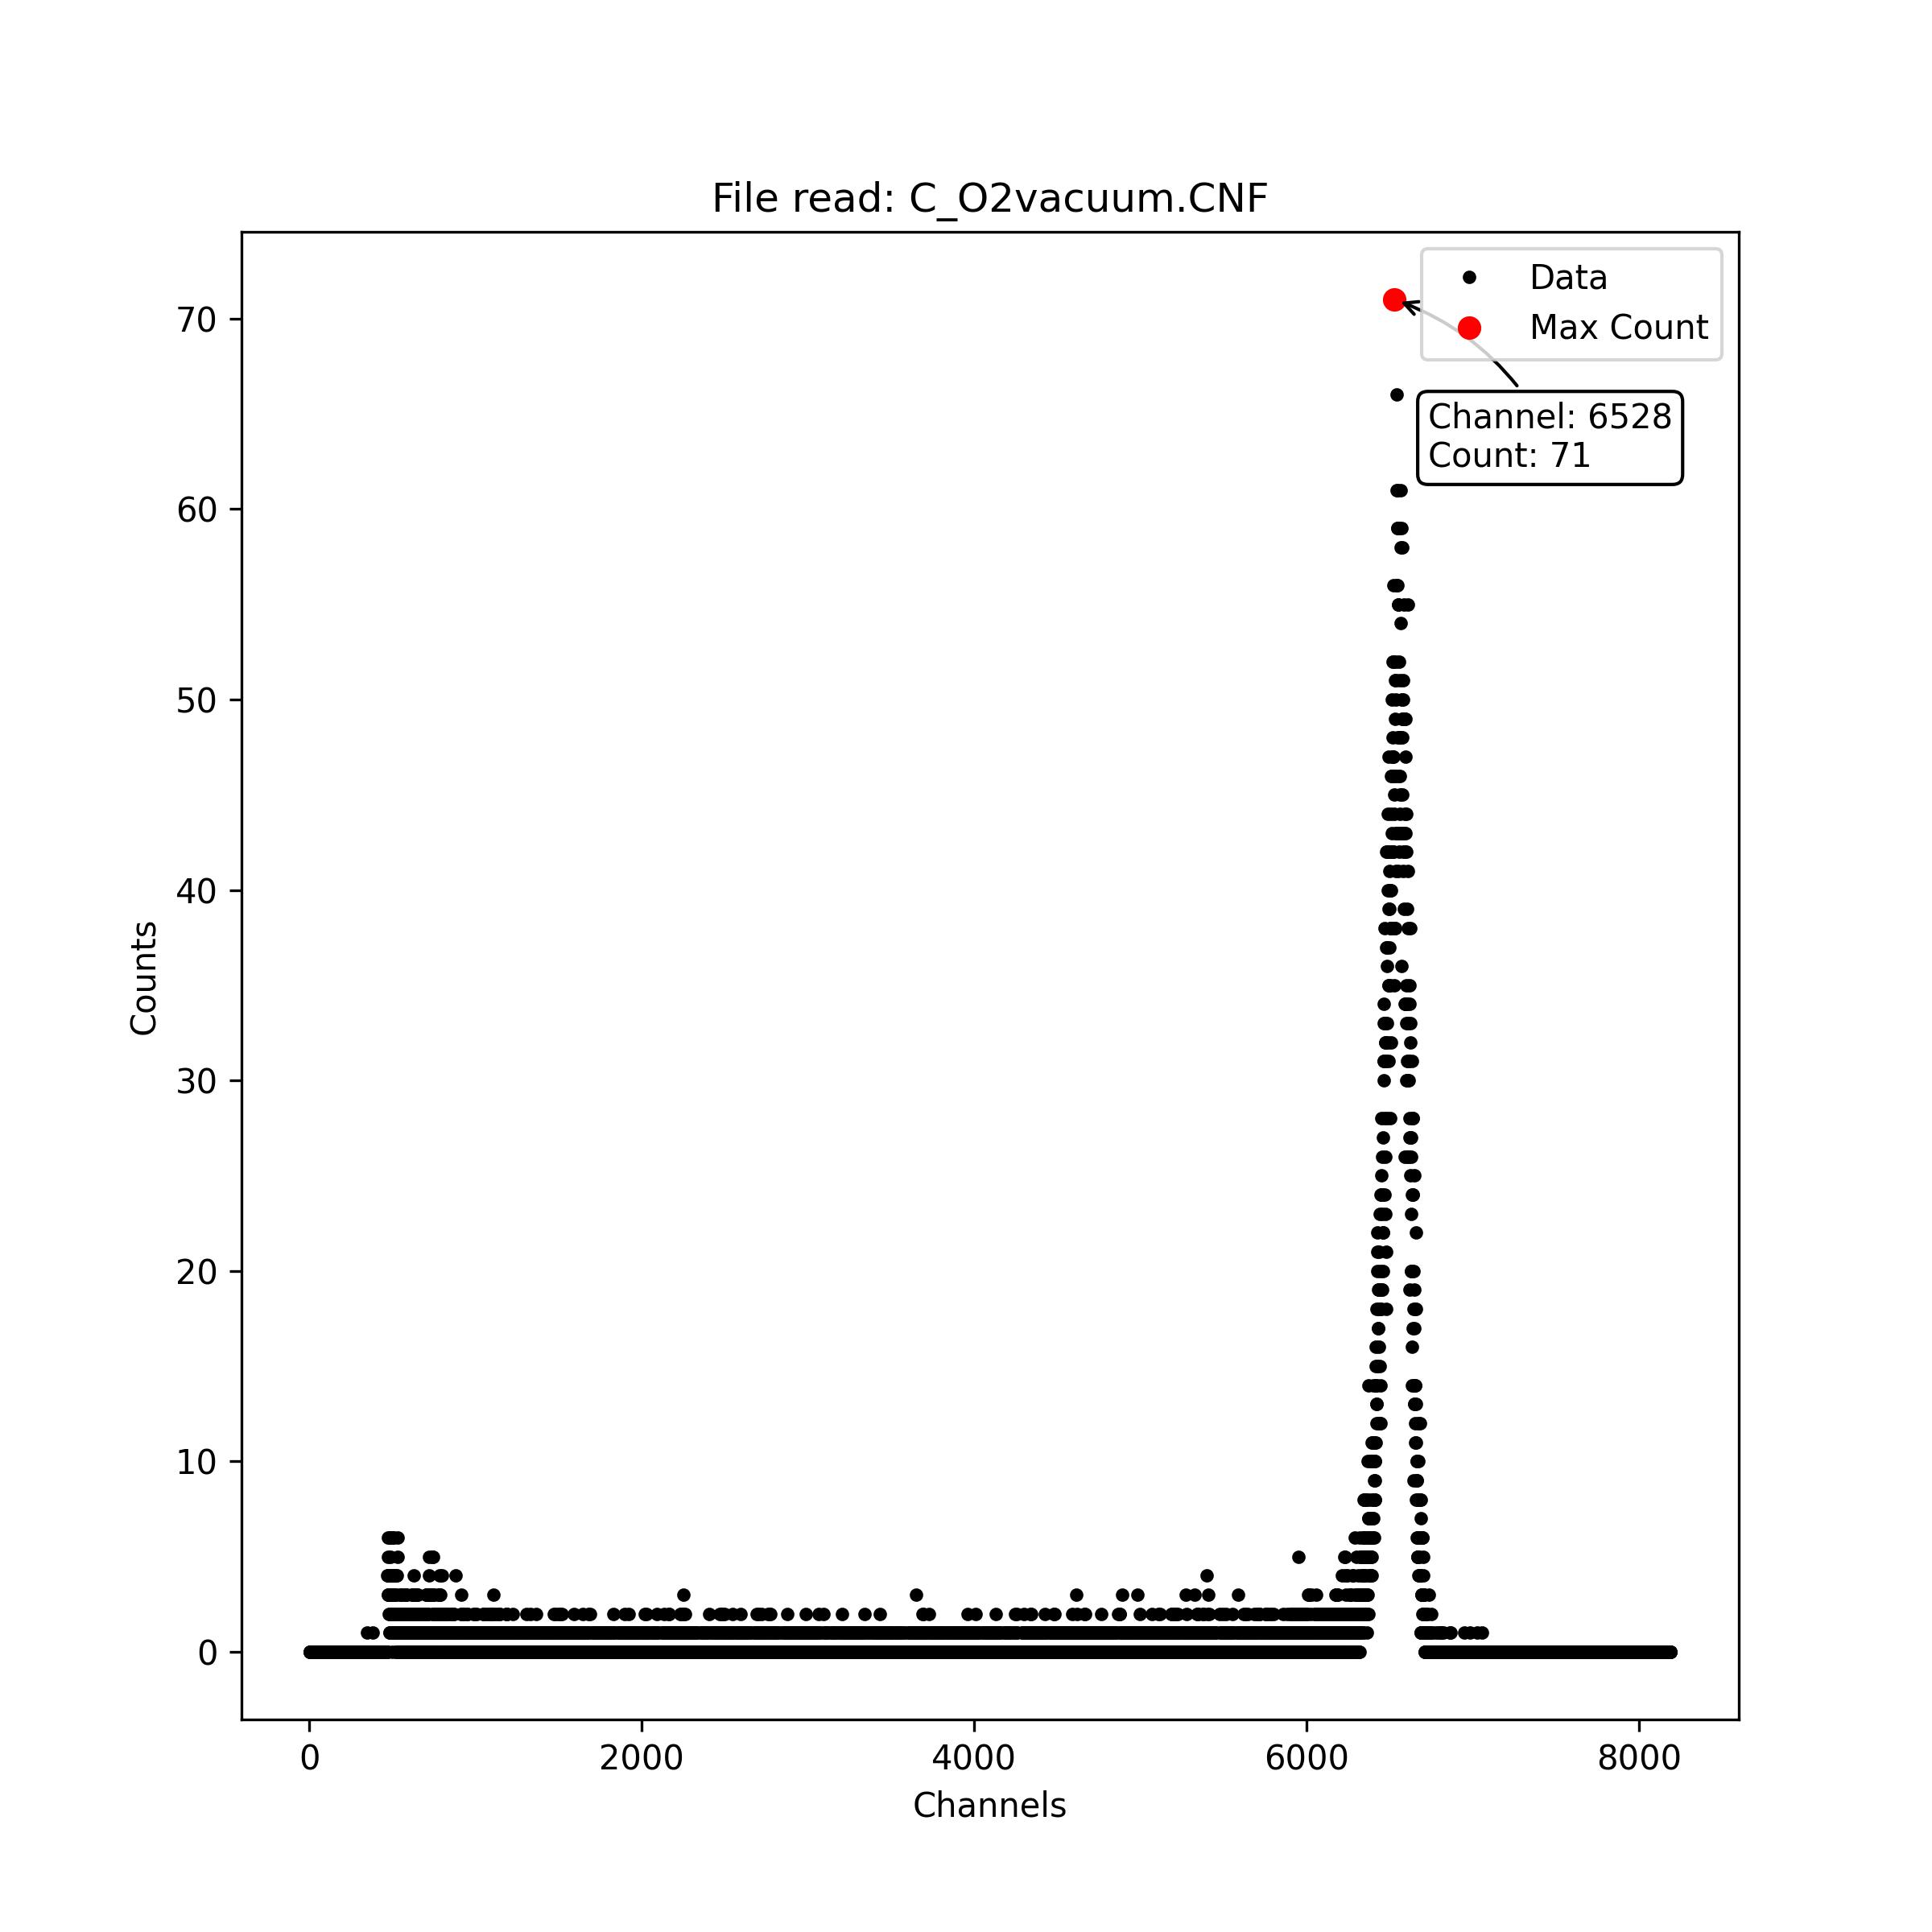 File read: C_O2vacuum.CNF
Data
Max Count
Channel: 6528
Count: 71
Counts
70
60
50
40
30
20
10
0
0 2000 4000 6000 8000
Channels